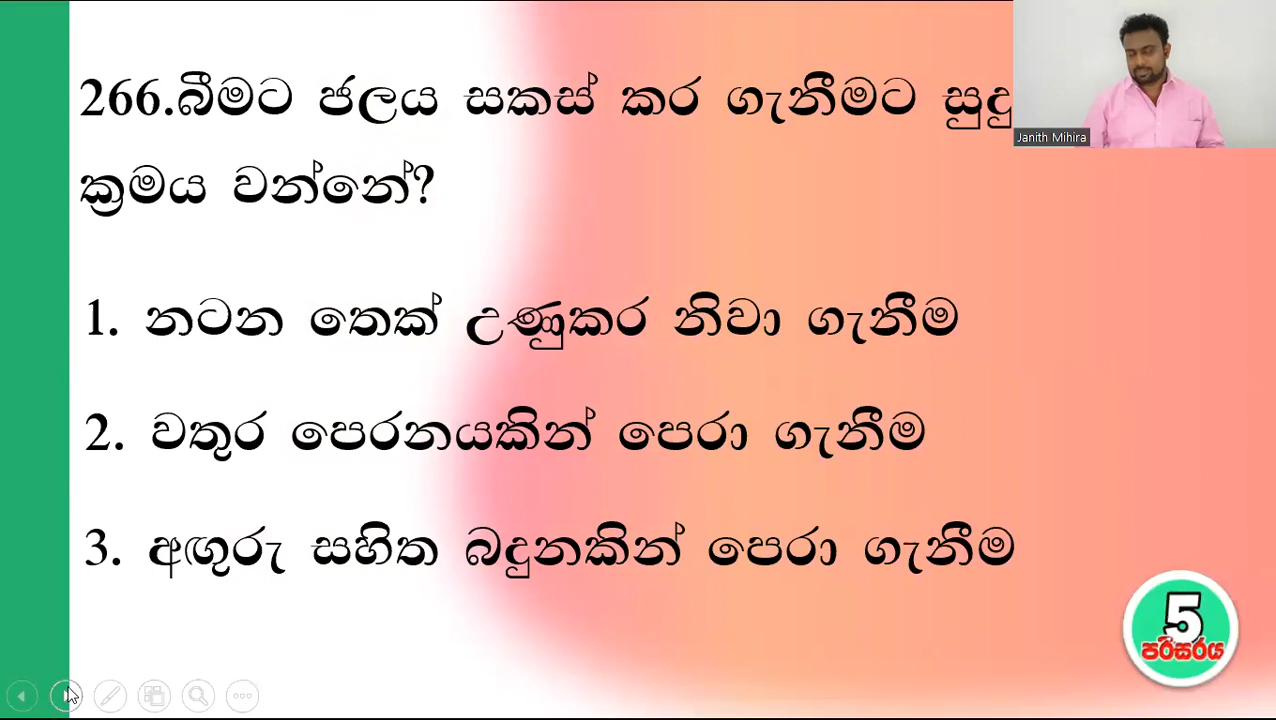 266.බීමට ජලය සකස් කර ගැනීමට සුදු
ක්‍රමය වන්නේ?
1. නටන තෙක් උණුකර නිවා ගැනීම
2. වතුර පෙරනයකින් පෙරා ගැනීම
3. අඟුරු සහිත බදුනකින් පෙරා ගැනීම
Janith Mihira
5
පරිසරය